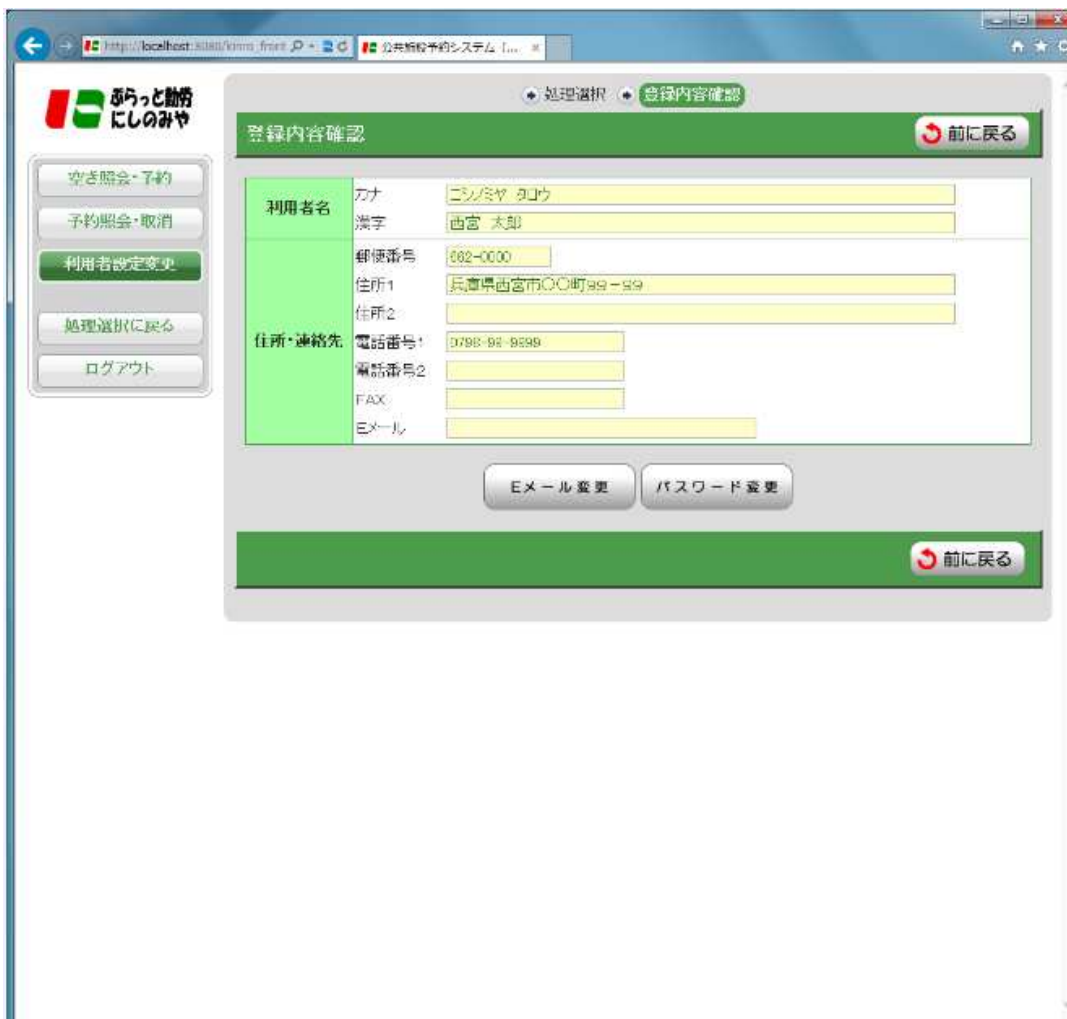 http://localhost:8080/kinro_front
公共施設予約システム [...
ぷらっと勤労
にしのみや
処理選択 登録内容確認
登録内容確認 前に戻る
空き照会・予約
予約照会・取消
利用者設定変更
処理選択に戻る
ログアウト
利用者名
カナ ニシノミヤ タロウ
漢字 西宮 太郎
住所・連絡先
郵便番号 662-0000
住所1 兵庫県西宮市〇〇町99-99
住所2
電話番号1 0798-99-9999
電話番号2
FAX
Eメール
Eメール変更 パスワード変更
前に戻る